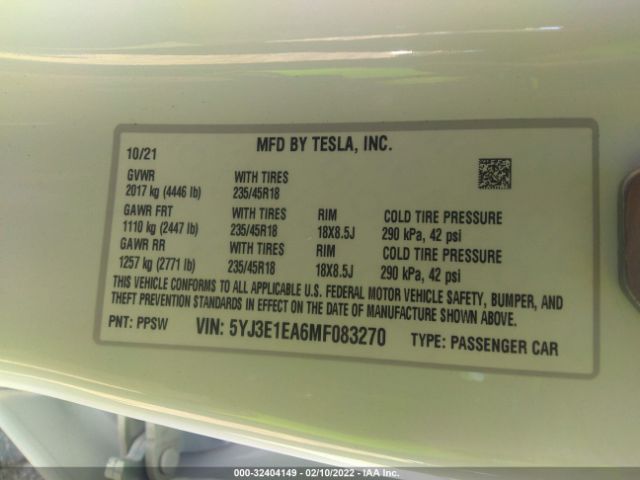 MFD BY TESLA, INC.
10/21
GVWR WITH TIRES
2017 kg (4446 lb) 235/45R18
GAWR FRT WITH TIRES RIM COLD TIRE PRESSURE
1110 kg (2447 lb) 235/45R18 18X8.5J 290 kPa, 42 psi
GAWR RR WITH TIRES RIM COLD TIRE PRESSURE
1257 kg (2771 lb) 235/45R18 18X8.5J 290 kPa, 42 psi
THIS VEHICLE CONFORMS TO ALL APPLICABLE U.S. FEDERAL MOTOR VEHICLE SAFETY, BUMPER, AND
THEFT PREVENTION STANDARDS IN EFFECT ON THE DATE OF MANUFACTURE SHOWN ABOVE.
PNT: PPSW VIN: 5YJ3E1EA6MF083270 TYPE: PASSENGER CAR
000-32404149 - 02/10/2022 - IAA Inc.